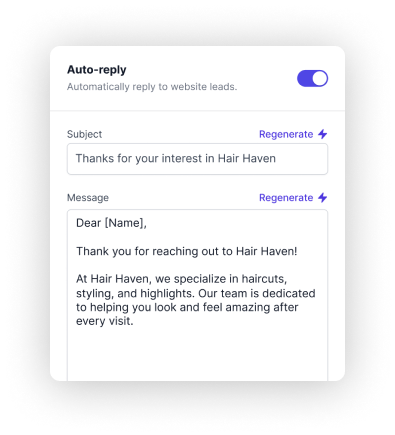 Auto-reply
Automatically reply to website leads.
Subject
Regenerate
Thanks for your interest in Hair Haven
Message
Regenerate
Dear [Name],
Thank you for reaching out to Hair Haven!
At Hair Haven, we specialize in haircuts,
styling, and highlights. Our team is dedicated
to helping you look and feel amazing after
every visit.